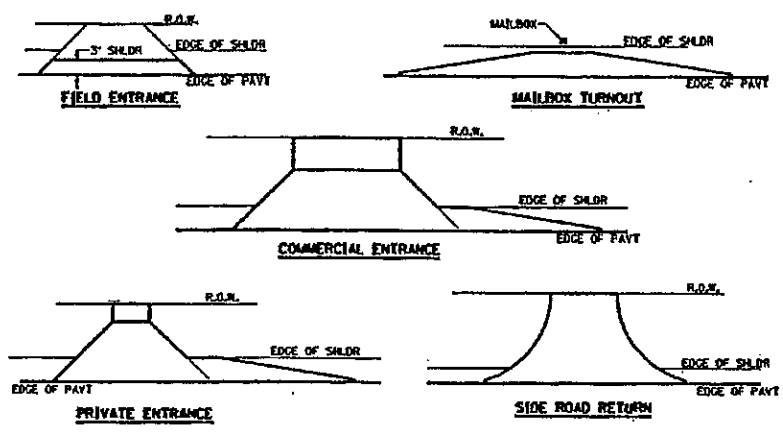 R.O.W.
EDGE OF SHLDR
3' SHLDR
EDGE OF PAVT
FIELD ENTRANCE
MAILBOX
EDGE OF SHLDR
EDGE OF PAVT
MAILBOX TURNOUT
R.O.W.
EDGE OF SHLDR
EDGE OF PAVT
COMMERCIAL ENTRANCE
R.O.W.
EDGE OF SHLDR
EDGE OF PAVT
PRIVATE ENTRANCE
R.O.W.
EDGE OF SHLDR
EDGE OF PAVT
SIDE ROAD RETURN